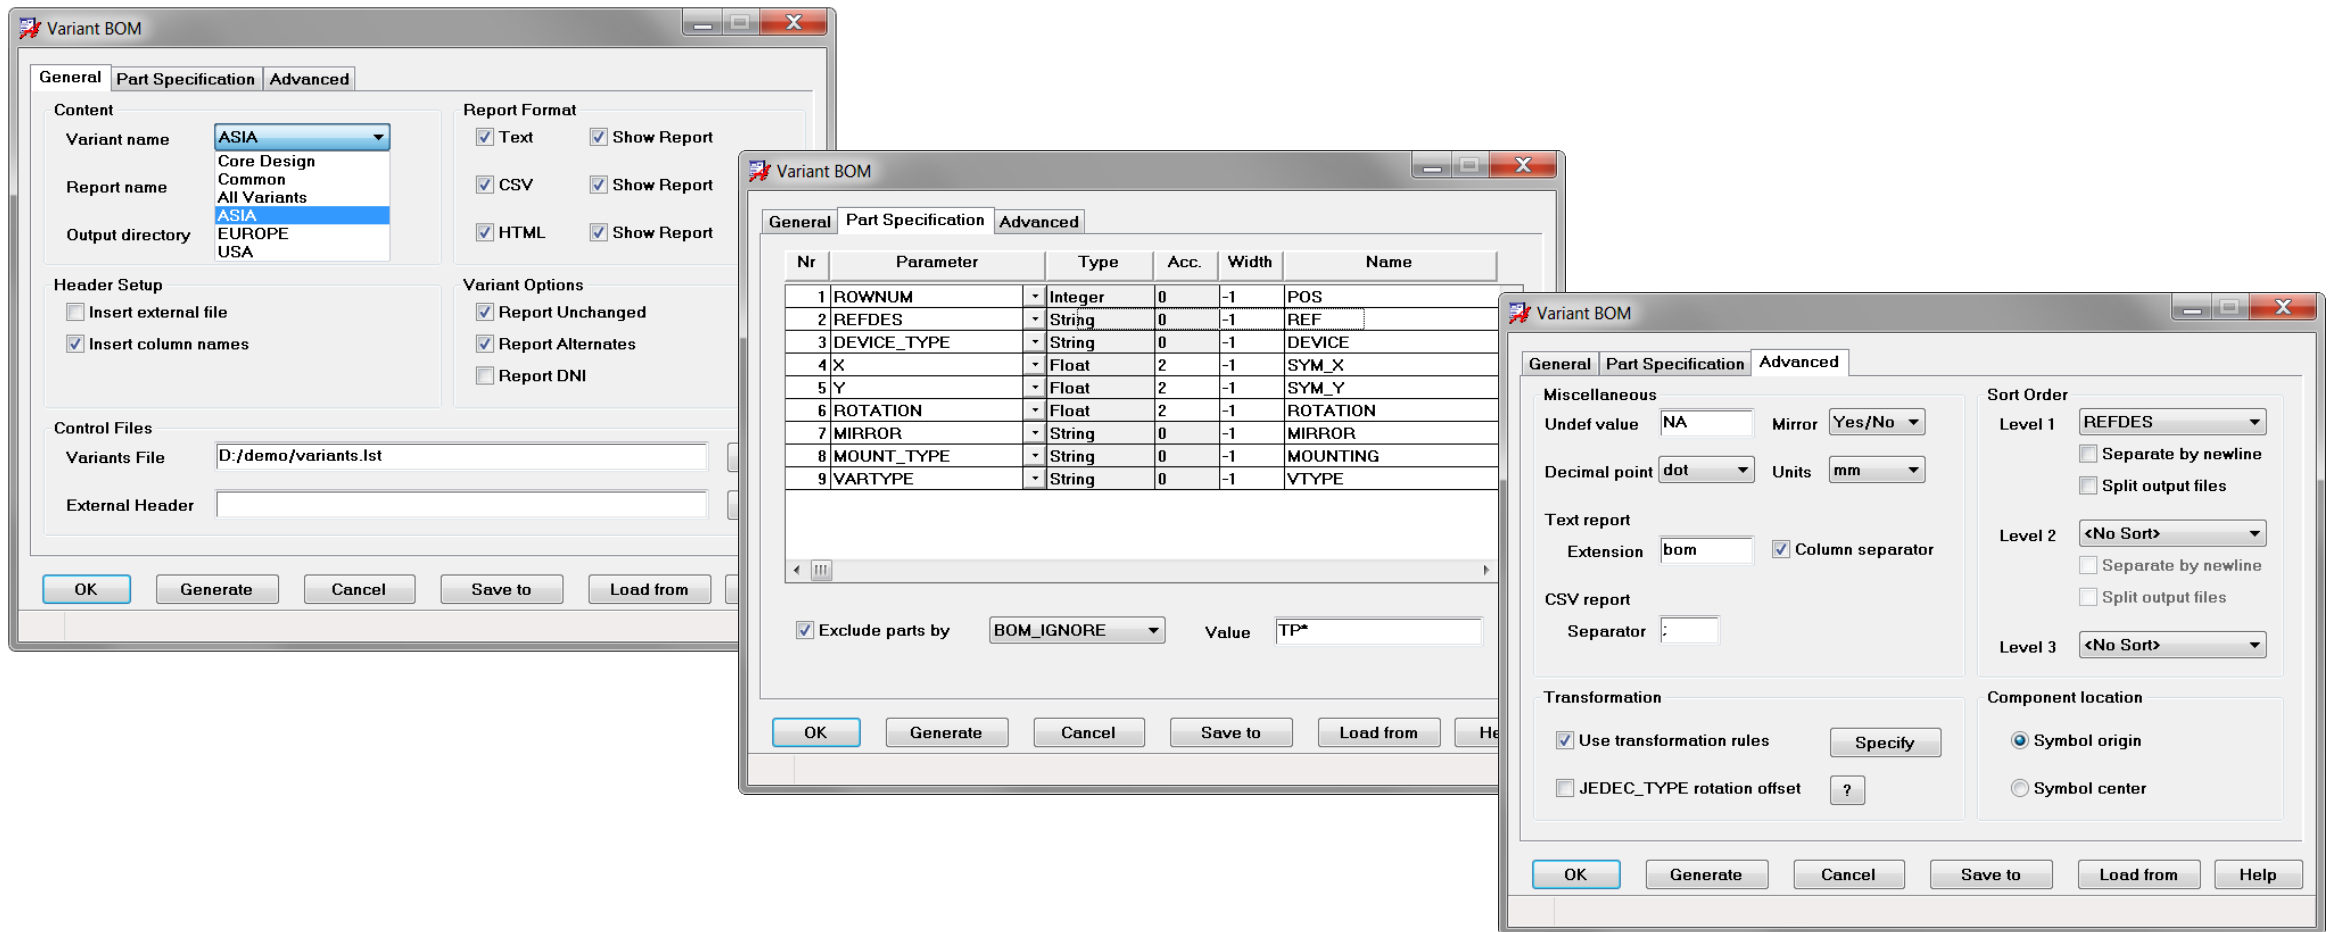 Variant BOM
General Part Specification Advanced
Content
Variant name ASIA
Core Design
Common
All Variants
ASIA
EUROPE
USA
Report name
Output directory
Report Format
Text Show Report
CSV Show Report
HTML Show Report
Header Setup
Insert external file
Insert column names
Variant Options
Report Unchanged
Report Alternates
Report DNI
Control Files
Variants File D:/demo/variants.lst
External Header
OK Generate Cancel Save to Load from
Variant BOM
General Part Specification Advanced
Nr Parameter Type Acc. Width Name
1 ROWNUM Integer 0 -1 POS
2 REFDES String 0 -1 REF
3 DEVICE_TYPE String 0 -1 DEVICE
4 X Float 2 -1 SYM_X
5 Y Float 2 -1 SYM_Y
6 ROTATION Float 2 -1 ROTATION
7 MIRROR String 0 -1 MIRROR
8 MOUNT_TYPE String 0 -1 MOUNTING
9 VARTYPE String 0 -1 VTYPE
Exclude parts by BOM_IGNORE Value TP*
OK Generate Cancel Save to Load from He
Variant BOM
General Part Specification Advanced
Miscellaneous
Undef value NA Mirror Yes/No
Decimal point dot Units mm
Text report
Extension bom Column separator
CSV report
Separator ;
Sort Order
Level 1 REFDES
Separate by newline
Split output files
Level 2 <No Sort>
Separate by newline
Split output files
Level 3 <No Sort>
Transformation
Use transformation rules Specify
JEDEC_TYPE rotation offset ?
Component location
Symbol origin
Symbol center
OK Generate Cancel Save to Load from Help